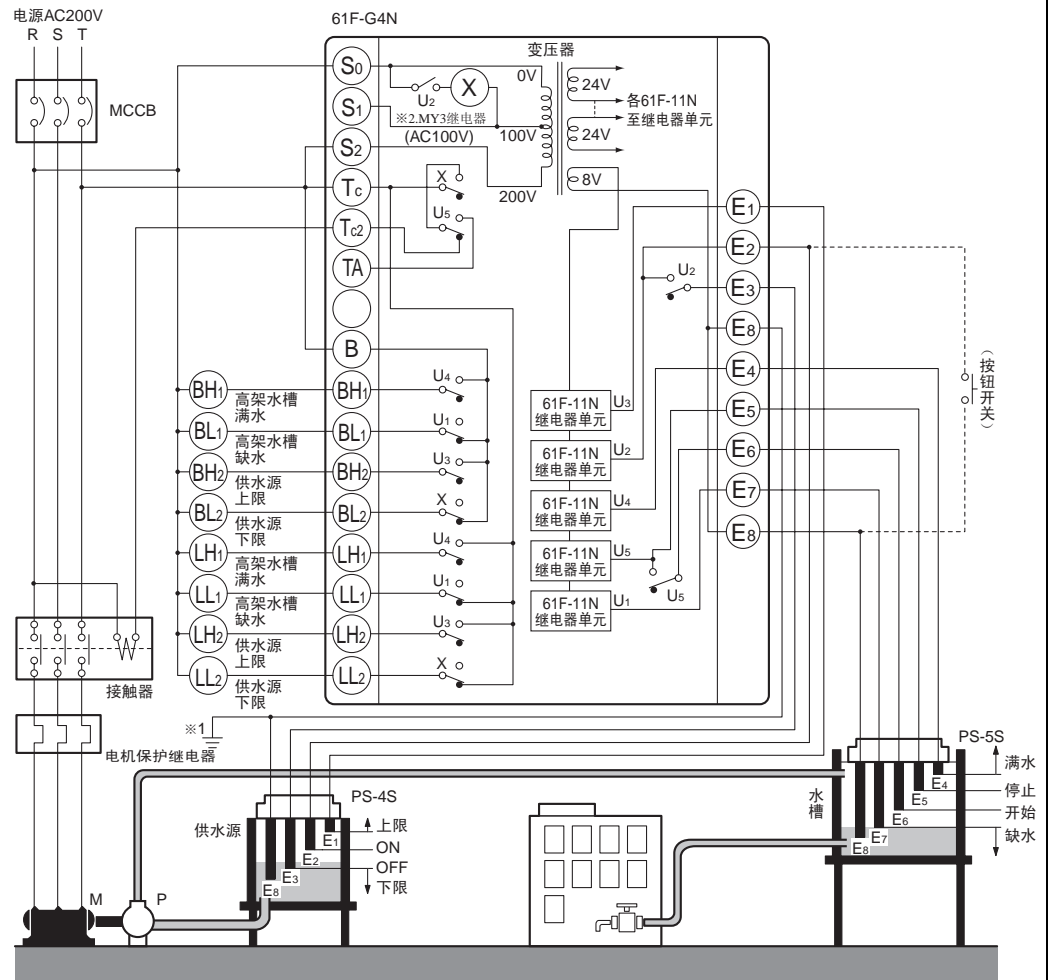 电源AC200V
R S T
MCCB
61F-G4N
S0
S1
S2
Tc
Tc2
TA
B
BH1
BL1
BH2
BL2
LH1
LL1
LH2
LL2
变压器
0V
100V
200V
24V
24V
8V
各61F-11N
至继电器单元
U2
X
※2.MY3继电器
(AC100V)
X
U5
U2
E1
E2
E3
E8
E4
E5
E6
E7
E8
（按钮开关）
BH1
高架水槽
满水
BL1
高架水槽
缺水
BH2
供水源
上限
BL2
供水源
下限
LH1
高架水槽
满水
LL1
高架水槽
缺水
LH2
供水源
上限
LL2
供水源
下限
U4
U1
U3
X
U4
U1
U3
X
61F-11N
继电器单元
U3
61F-11N
继电器单元
U2
61F-11N
继电器单元
U4
61F-11N
继电器单元
U5
61F-11N
继电器单元
U1
U5
接触器
※1
电机保护继电器
PS-4S
供水源
上限
ON
OFF
下限
E1
E2
E3
E8
M
P
PS-5S
水槽
满水
停止
开始
缺水
E4
E5
E6
E7
E8